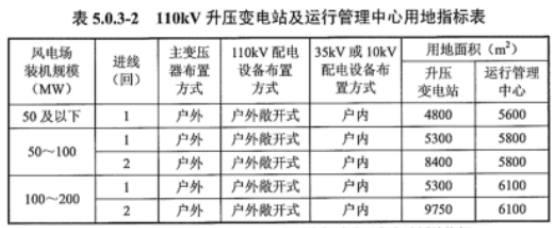 表 5.0.3-2 110kV 升压变电站及运行管理中心用地指标表
风电场装机规模(MW) 进线(回) 主变压器布置方式 110kV 配电设备布置方式 35kV 或 10kV 配电设备布置方式 用地面积(m²)
升压变电站 运行管理中心
50 及以下 1 户外 户外敞开式 户内 4800 5600
50～100 1 户外 户外敞开式 户内 5300 5800
2 户外 户外敞开式 户内 8400 5800
100～200 1 户外 户外敞开式 户内 5300 6100
2 户外 户外敞开式 户内 9750 6100